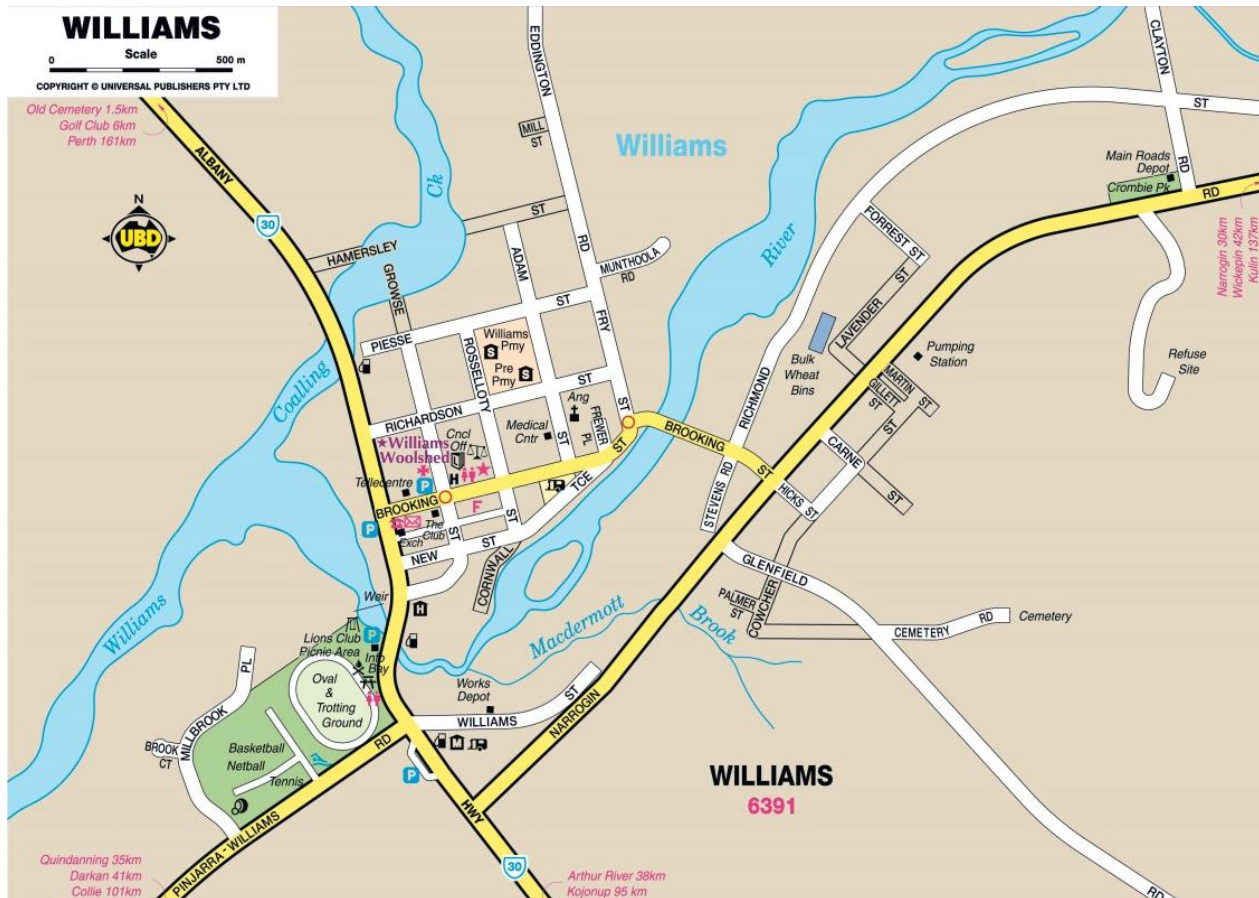 WILLIAMS
Scale
0 500 m
COPYRIGHT © UNIVERSAL PUBLISHERS PTY LTD
Old Cemetery 1.5km
Golf Club 6km
Perth 161km
ALBANY
30
N
UBD
EDDINGTON
RD
MILL
ST
Ck
Coalling
Williams
River
CLAYTON
RD
ST
Main Roads
Depot
Crombie Pk
RD
Narrogin 30km
Wickepin 42km
Kulin 137km
HAMERSLEY
ST
GROWSE
ADAM
MUNTHOOLA
RD
FORREST ST
LAVENDER
ST
PIESSE
ST
FRY
ST
ROSSELLOTY
Williams
Pmy
S
Pre
Pmy
S
Bulk
Wheat
Bins
Pumping
Station
Refuse
Site
MARTIN ST
GILLETT
ST
ST
RICHMOND
RICHARDSON
ST
Ang
FREWER
PL
Medical
Cntr
ST
Williams
Woolshed
Cncl
Off
H
P
Tellecentre
BROOKING
ST
BROOKING
ST
CARNE
ST
STEVENS RD
HICKS ST
TCE
F
The
Club
Exch
P
ST
ST
NEW
ST
CORNWALL
GLENFIELD
RD
PALMER
ST
COWCHER
CEMETERY
RD
Cemetery
Williams
Weir
H
Macdermott
Brook
Lions Club
Picnic Area
P
Info
Bay
Oval
&
Trotting
Ground
Works
Depot
WILLIAMS
ST
NARROGIN
PL
MILLBROOK
BROOK
CT
Basketball
Netball
Tennis
RD
M
P
HWY
WILLIAMS
6391
PINJARRA - WILLIAMS
Quindanning 35km
Darkan 41km
Collie 101km
30
Arthur River 38km
Kojonup 95 km